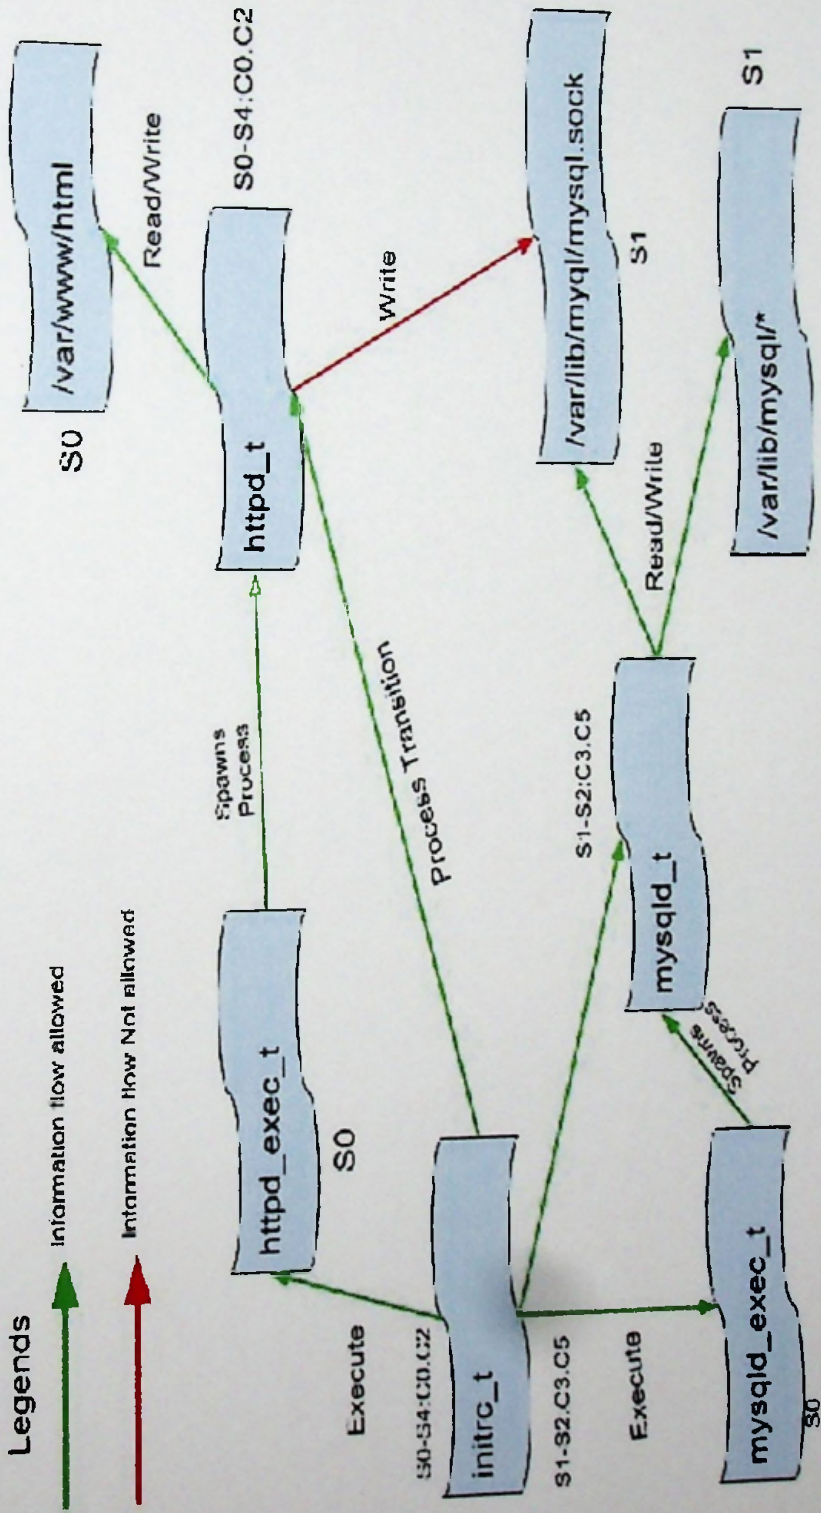 Legends
Information flow allowed
Information flow Not allowed
/var/www/html
S0
Read/Write
S0-S4:C0.C2
httpd_t
Spawns
Process
httpd_exec_t
S0
Write
Process Transition
Execute
S0-S4:C0.C2
initrc_t
S1-S2.C3.C5
Execute
mysqld_exec_t
S0
Spawns
Process
mysqld_t
S1-S2:C3.C5
Read/Write
/var/lib/myql/mysql.sock
S1
/var/lib/mysql/*
S1